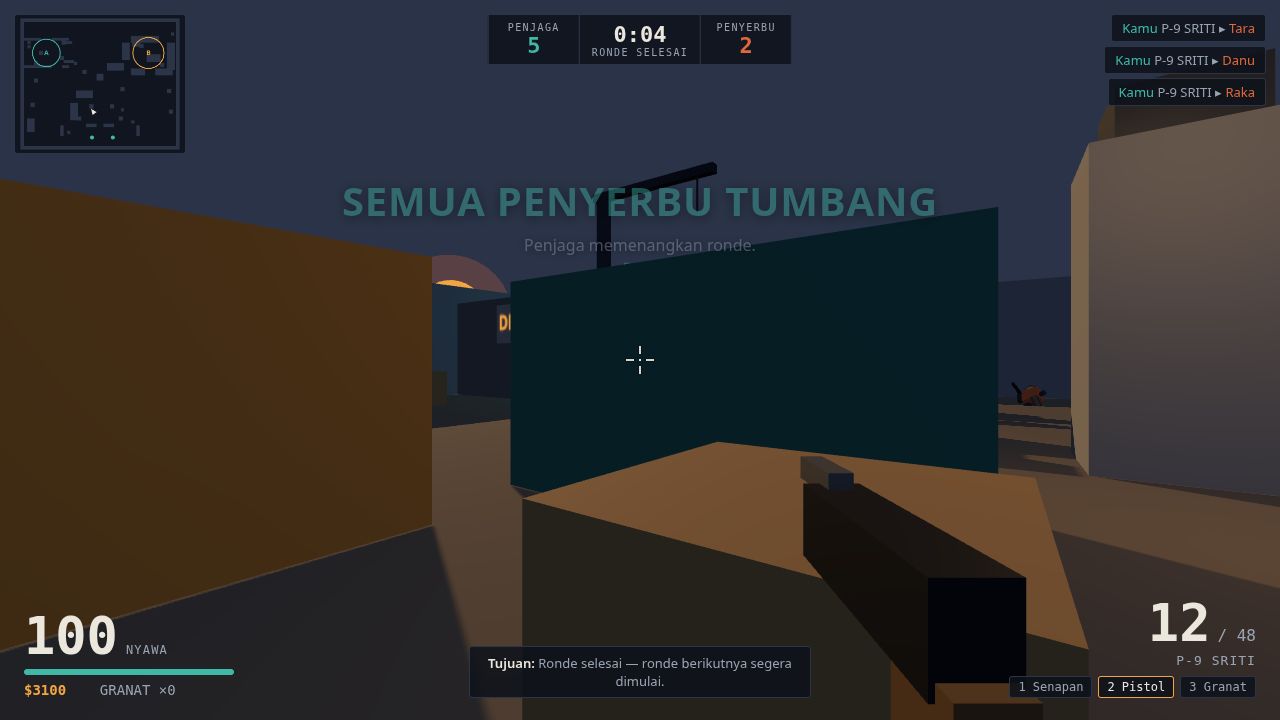 A
B
PENJAGA
5
0:04
RONDE SELESAI
PENYERBU
2
Kamu P-9 SRITI ▸ Tara
Kamu P-9 SRITI ▸ Danu
Kamu P-9 SRITI ▸ Raka
SEMUA PENYERBU TUMBANG
Penjaga memenangkan ronde.
100 NYAWA
$3100 GRANAT ×0
Tujuan: Ronde selesai — ronde berikutnya segera
dimulai.
12 / 48
P-9 SRITI
1 Senapan
2 Pistol
3 Granat